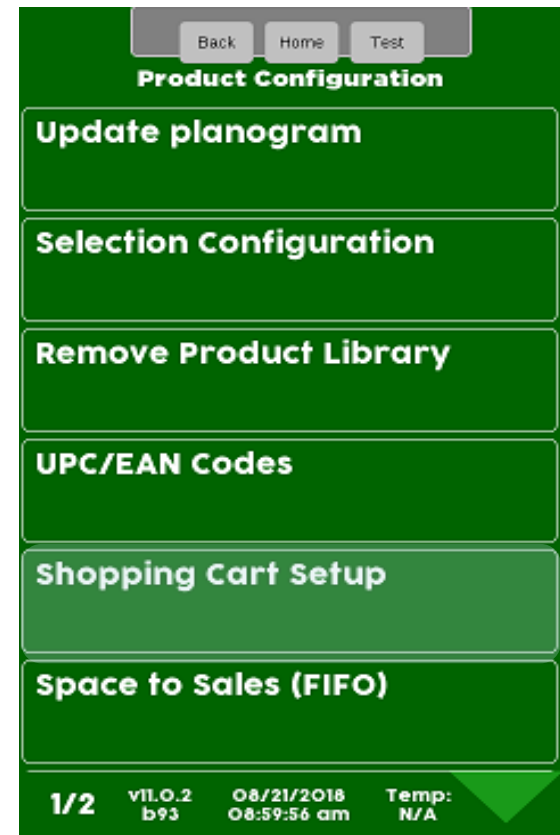 Back Home Test
Product Configuration
Update planogram
Selection Configuration
Remove Product Library
UPC/EAN Codes
Shopping Cart Setup
Space to Sales (FIFO)
1/2 v11.0.2 08/21/2018 Temp:
b93 08:59:56 am N/A